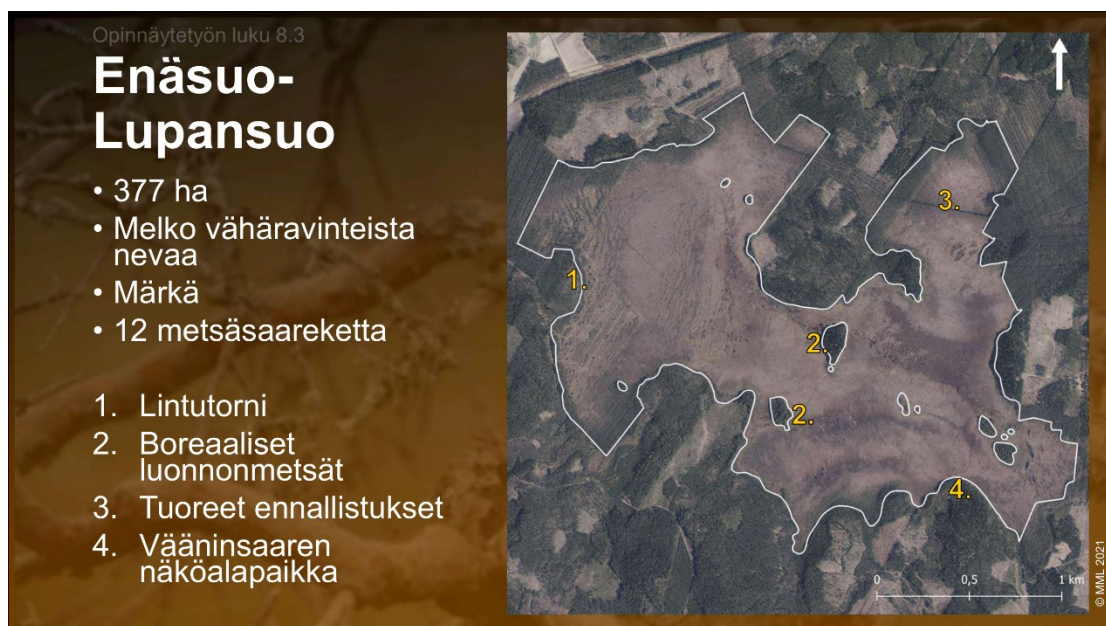 Opinnäytetyön luku 8.3
Enäsuo-
Lupansuo
• 377 ha
• Melko vähäravinteista
nevaa
• Märkä
• 12 metsäsaareketta
1. Lintutorni
2. Boreaaliset
luonnonmetsät
3. Tuoreet ennallistukset
4. Vääninsaaren
näköalapaikka
1.
2.
2.
3.
4.
0 0,5 1 km
© MML 2021